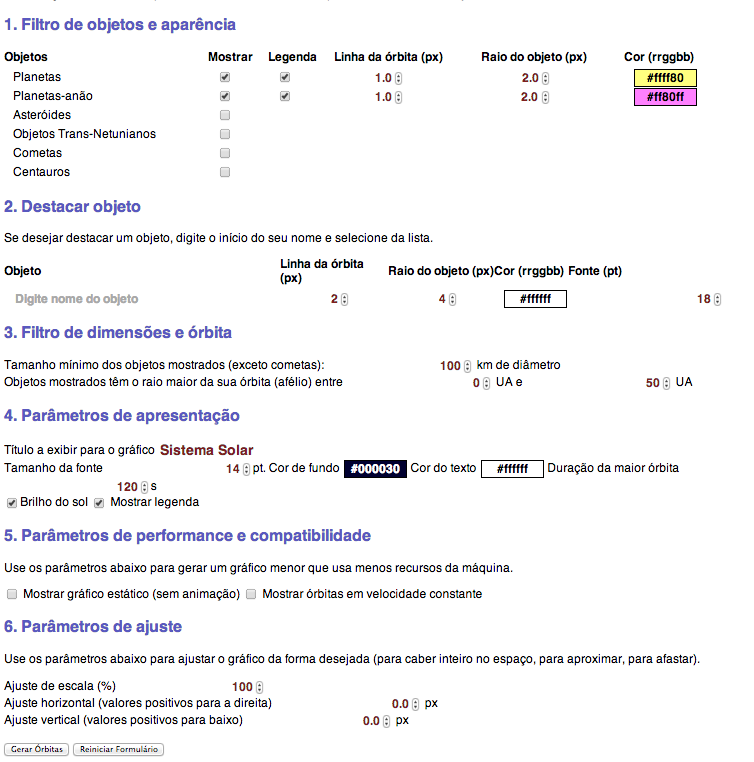 1. Filtro de objetos e aparência
Objetos Mostrar Legenda Linha da órbita (px) Raio do objeto (px) Cor (rrggbb)
Planetas 1.0 2.0 #ffff80
Planetas-anão 1.0 2.0 #ff80ff
Asteróides
Objetos Trans-Netunianos
Cometas
Centauros
2. Destacar objeto
Se desejar destacar um objeto, digite o início do seu nome e selecione da lista.
Objeto Linha da órbita (px) Raio do objeto (px) Cor (rrggbb) Fonte (pt)
Digite nome do objeto 2 4 #ffffff 18
3. Filtro de dimensões e órbita
Tamanho mínimo dos objetos mostrados (exceto cometas): 100 km de diâmetro
Objetos mostrados têm o raio maior da sua órbita (afélio) entre 0 UA e 50 UA
4. Parâmetros de apresentação
Título a exibir para o gráfico Sistema Solar
Tamanho da fonte 14 pt. Cor de fundo #000030 Cor do texto #ffffff Duração da maior órbita
120 s
Brilho do sol Mostrar legenda
5. Parâmetros de performance e compatibilidade
Use os parâmetros abaixo para gerar um gráfico menor que usa menos recursos da máquina.
Mostrar gráfico estático (sem animação) Mostrar órbitas em velocidade constante
6. Parâmetros de ajuste
Use os parâmetros abaixo para ajustar o gráfico da forma desejada (para caber inteiro no espaço, para aproximar, para afastar).
Ajuste de escala (%) 100
Ajuste horizontal (valores positivos para a direita) 0.0 px
Ajuste vertical (valores positivos para baixo) 0.0 px
Gerar Órbitas Reiniciar Formulário